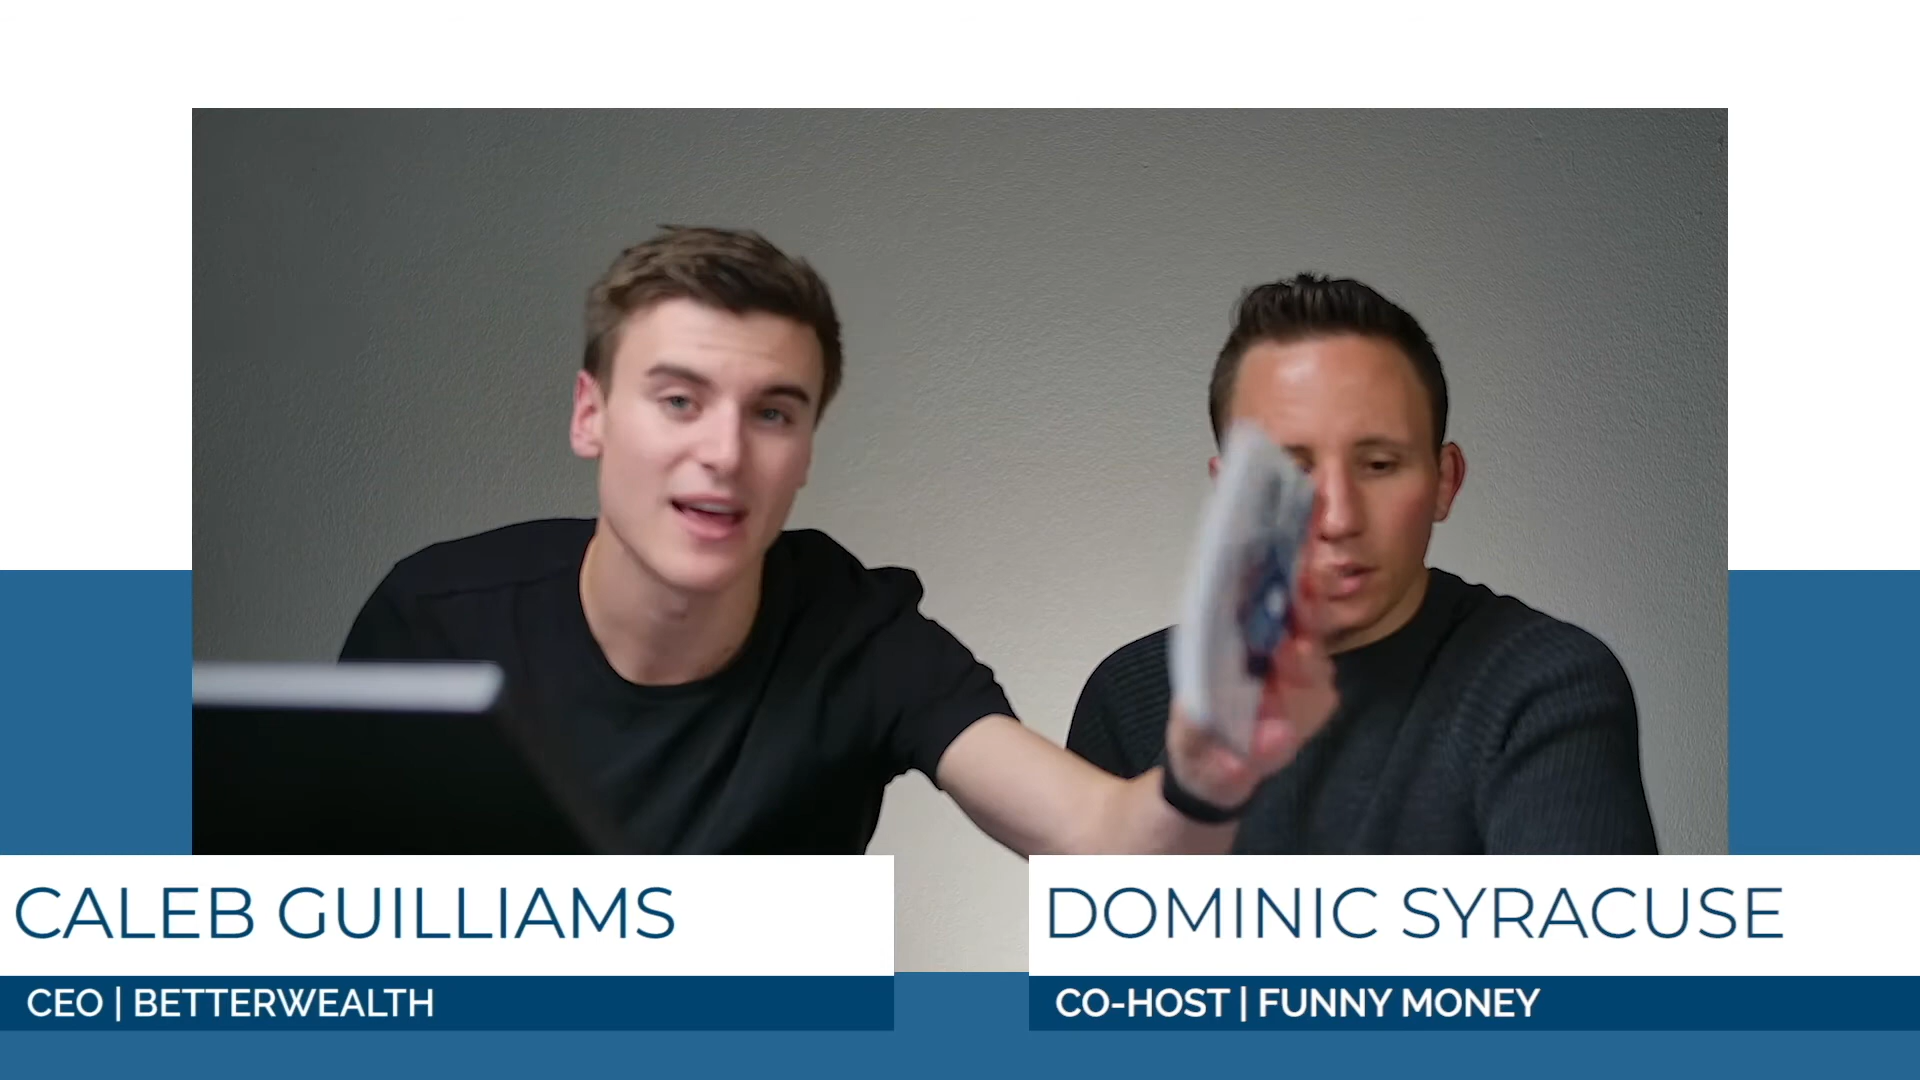 CALEB GUILLIAMS
CEO | BETTERWEALTH
DOMINIC SYRACUSE
CO-HOST | FUNNY MONEY